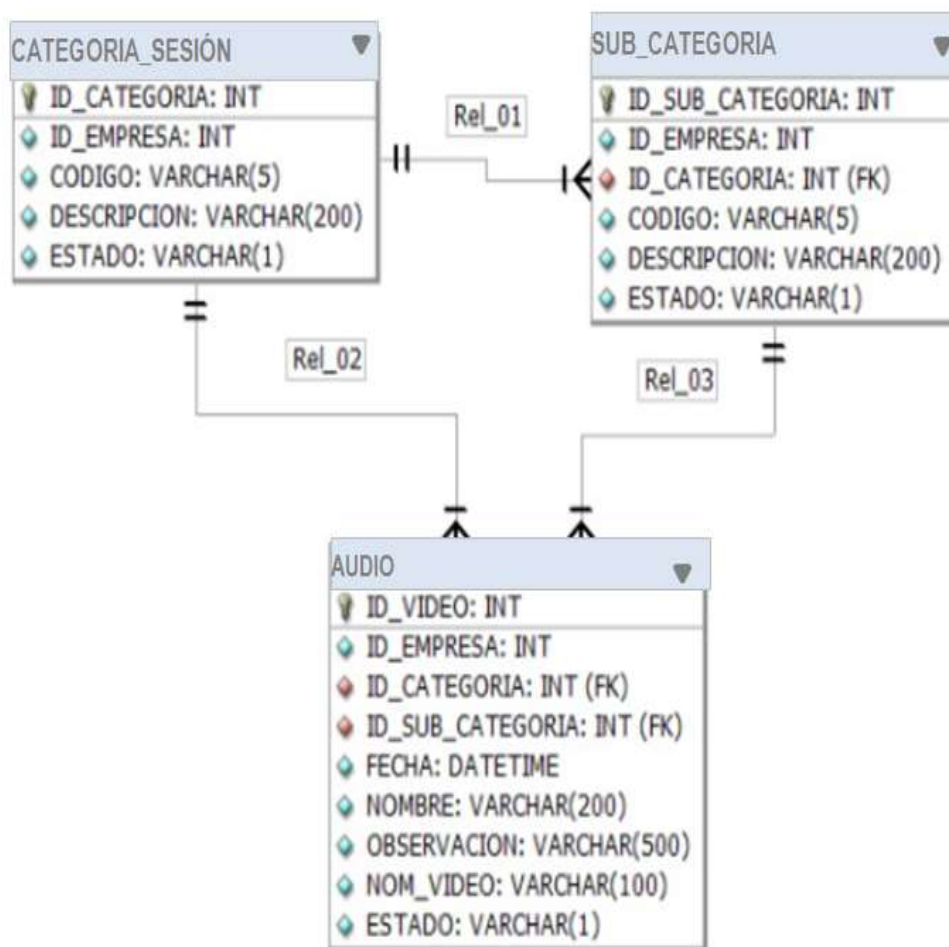 CATEGORIA_SESIÓN
ID_CATEGORIA: INT
ID_EMPRESA: INT
CODIGO: VARCHAR(5)
DESCRIPCION: VARCHAR(200)
ESTADO: VARCHAR(1)
Rel_01
SUB_CATEGORIA
ID_SUB_CATEGORIA: INT
ID_EMPRESA: INT
ID_CATEGORIA: INT (FK)
CODIGO: VARCHAR(5)
DESCRIPCION: VARCHAR(200)
ESTADO: VARCHAR(1)
Rel_02
Rel_03
AUDIO
ID_VIDEO: INT
ID_EMPRESA: INT
ID_CATEGORIA: INT (FK)
ID_SUB_CATEGORIA: INT (FK)
FECHA: DATETIME
NOMBRE: VARCHAR(200)
OBSERVACION: VARCHAR(500)
NOM_VIDEO: VARCHAR(100)
ESTADO: VARCHAR(1)